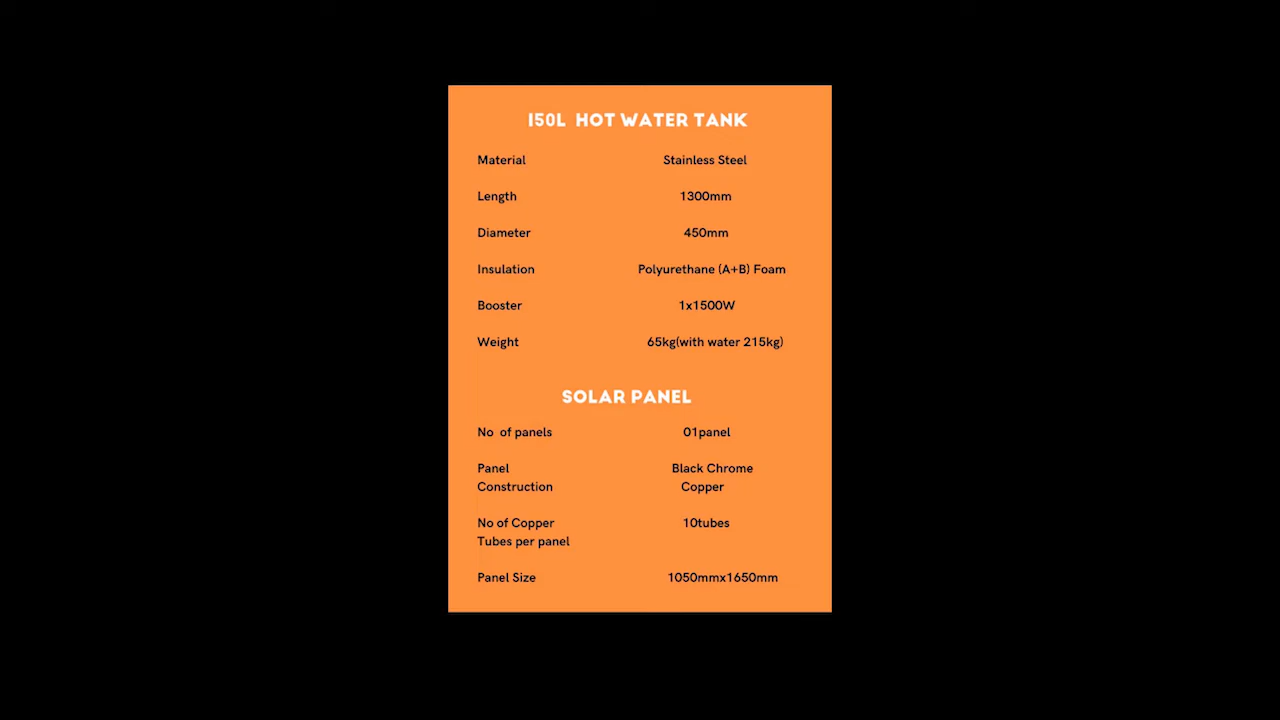 150L HOT WATER TANK
Material Stainless Steel
Length 1300mm
Diameter 450mm
Insulation Polyurethane (A+B) Foam
Booster 1x1500W
Weight 65kg(with water 215kg)
SOLAR PANEL
No of panels 01panel
Panel Black Chrome
Construction Copper
No of Copper 10tubes
Tubes per panel
Panel Size 1050mmx1650mm